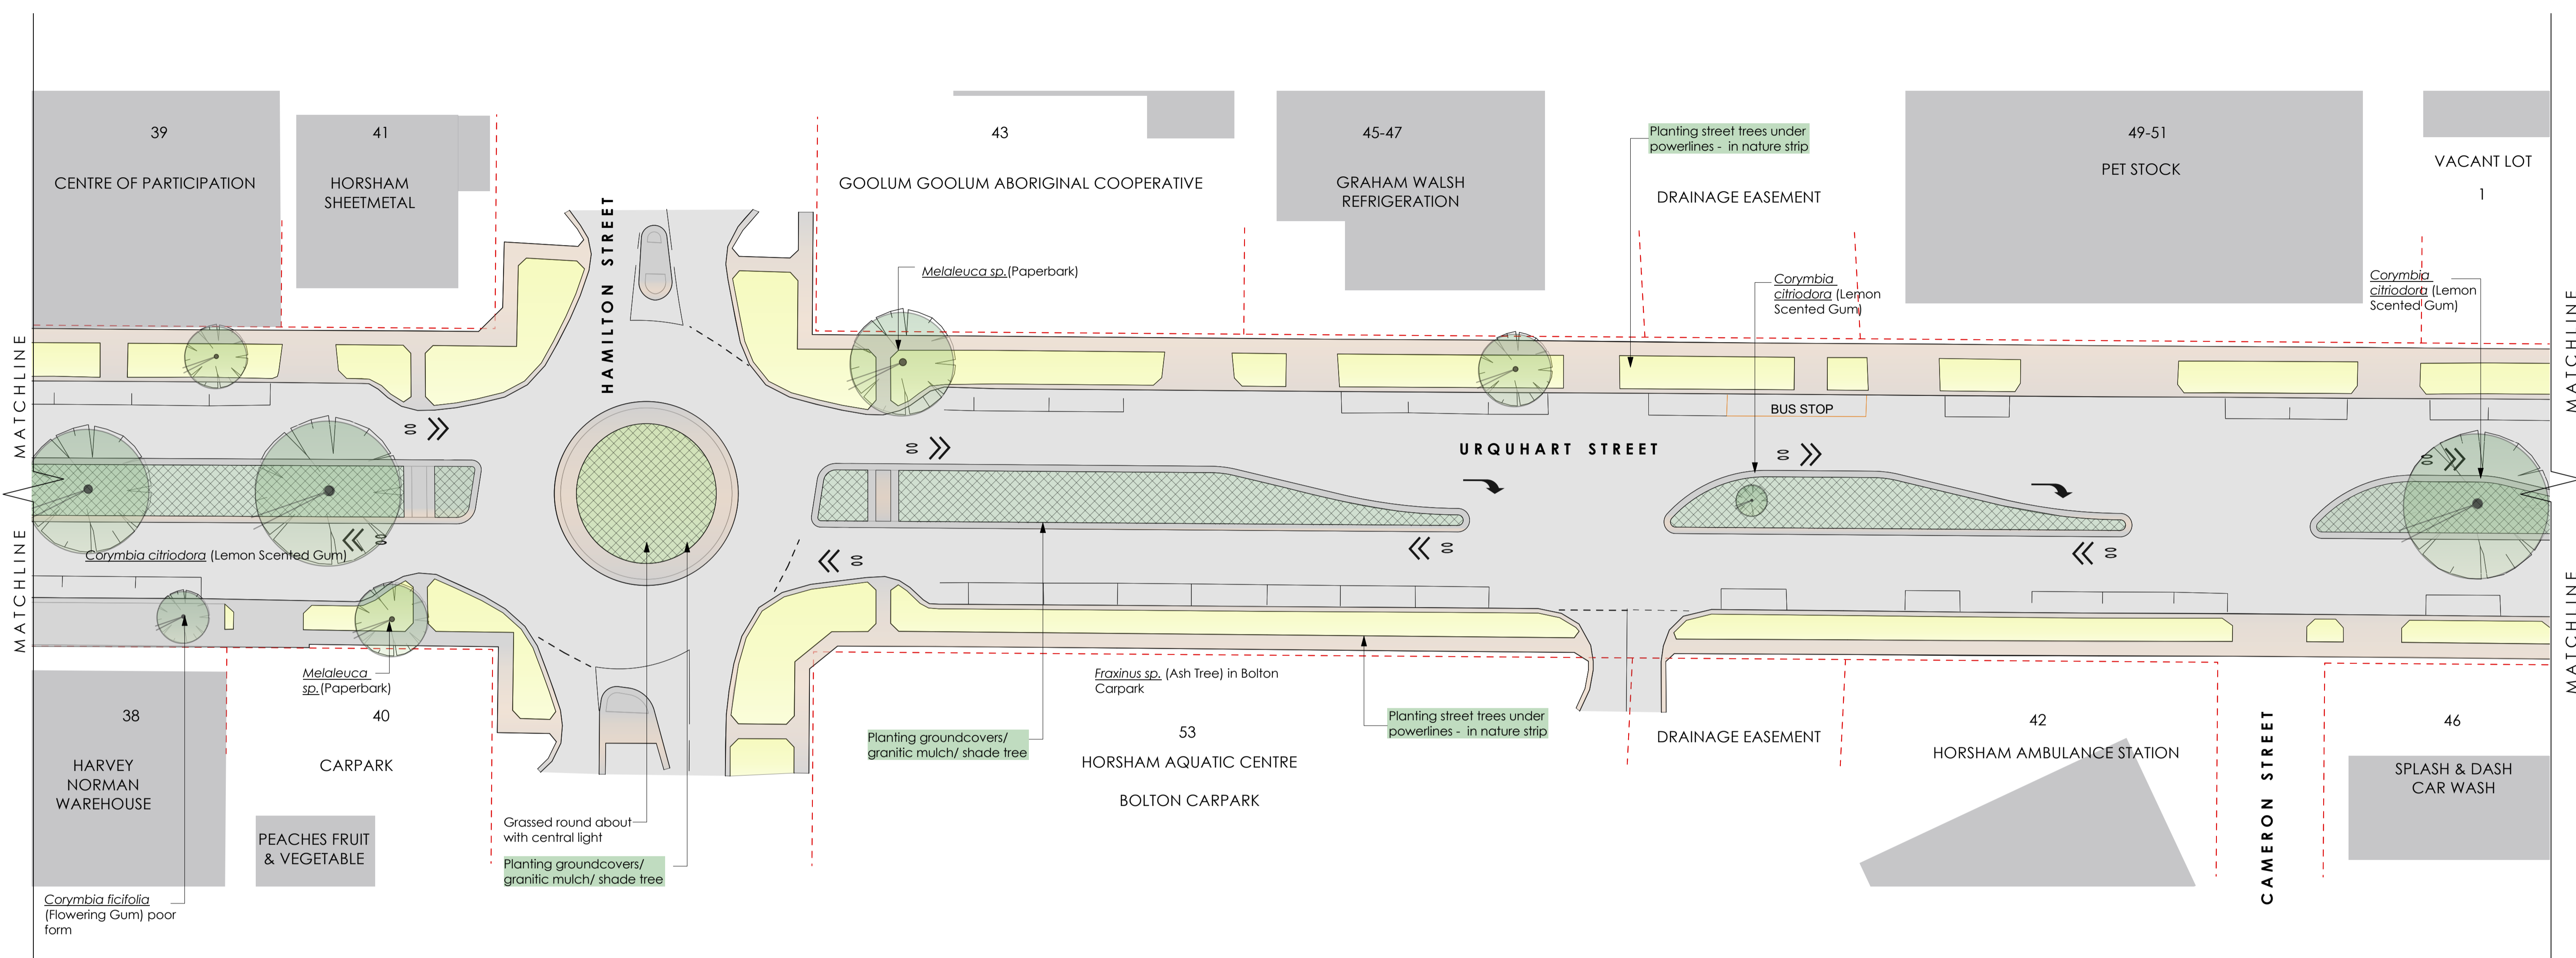 39
CENTRE OF PARTICIPATION
41
HORSHAM
SHEETMETAL
HAMILTON STREET
43
GOOLUM GOOLUM ABORIGINAL COOPERATIVE
Melaleuca sp.(Paperbark)
45-47
GRAHAM WALSH
REFRIGERATION
Planting street trees under
powerlines - in nature strip
DRAINAGE EASEMENT
Corymbia
citriodora (Lemon
Scented Gum)
49-51
PET STOCK
VACANT LOT
1
Corymbia
citriodora (Lemon
Scented Gum)
MATCHLINE
MATCHLINE
BUS STOP
URQUHART STREET
Corymbia citriodora (Lemon Scented Gum)
MATCHLINE
MATCHLINE
38
HARVEY
NORMAN
WAREHOUSE
Corymbia ficifolia
(Flowering Gum) poor
form
Melaleuca
sp.(Paperbark)
40
CARPARK
PEACHES FRUIT
& VEGETABLE
Grassed round about
with central light
Planting groundcovers/
granitic mulch/ shade tree
Planting groundcovers/
granitic mulch/ shade tree
Fraxinus sp. (Ash Tree) in Bolton
Carpark
53
HORSHAM AQUATIC CENTRE
BOLTON CARPARK
Planting street trees under
powerlines - in nature strip
DRAINAGE EASEMENT
42
HORSHAM AMBULANCE STATION
CAMERON STREET
46
SPLASH & DASH
CAR WASH